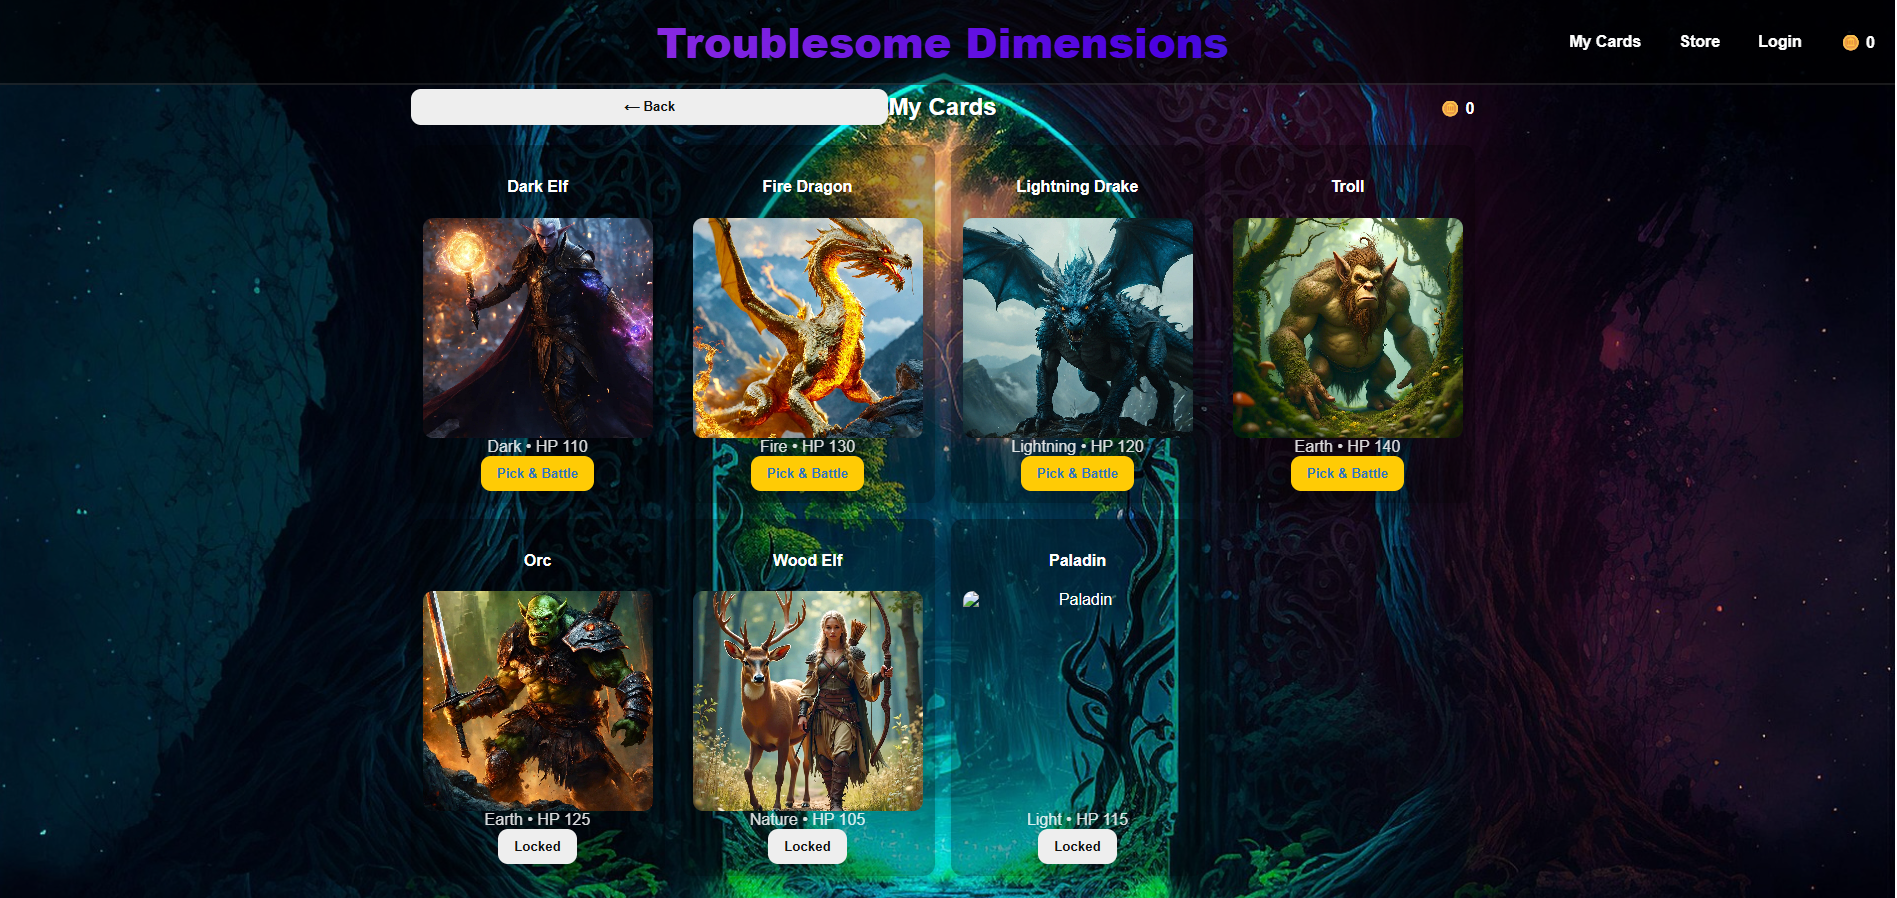 Troublesome Dimensions
My Cards Store Login 0
← Back
My Cards
0
Dark Elf
Fire Dragon
Lightning Drake
Troll
Dark • HP 110
Fire • HP 130
Lightning • HP 120
Earth • HP 140
Pick & Battle
Pick & Battle
Pick & Battle
Pick & Battle
Orc
Wood Elf
Paladin
Paladin
Earth • HP 125
Nature • HP 105
Light • HP 115
Locked
Locked
Locked